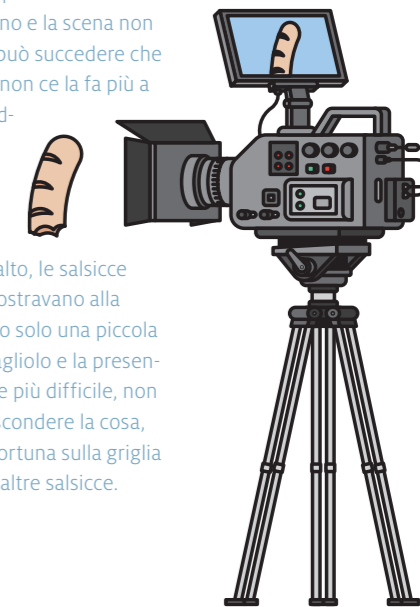 no e la scena non
può succedere che
non ce la fa più a
d-
alto, le salsicce
ostravano alla
o solo una piccola
agliolo e la presen-
e più difficile, non
scondere la cosa,
ortuna sulla griglia
altre salsicce.